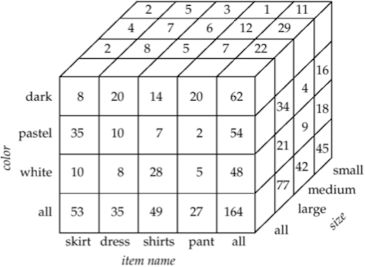 2 5 3 1 11
4 7 6 12 29
2 8 5 7 22
dark 8 20 14 20 62 34 4 16
pastel 35 10 7 2 54 21 9 18
white 10 8 28 5 48 77 42 45
all 53 35 49 27 164
small
medium
large
all
skirt dress shirts pant all
color
item name
size